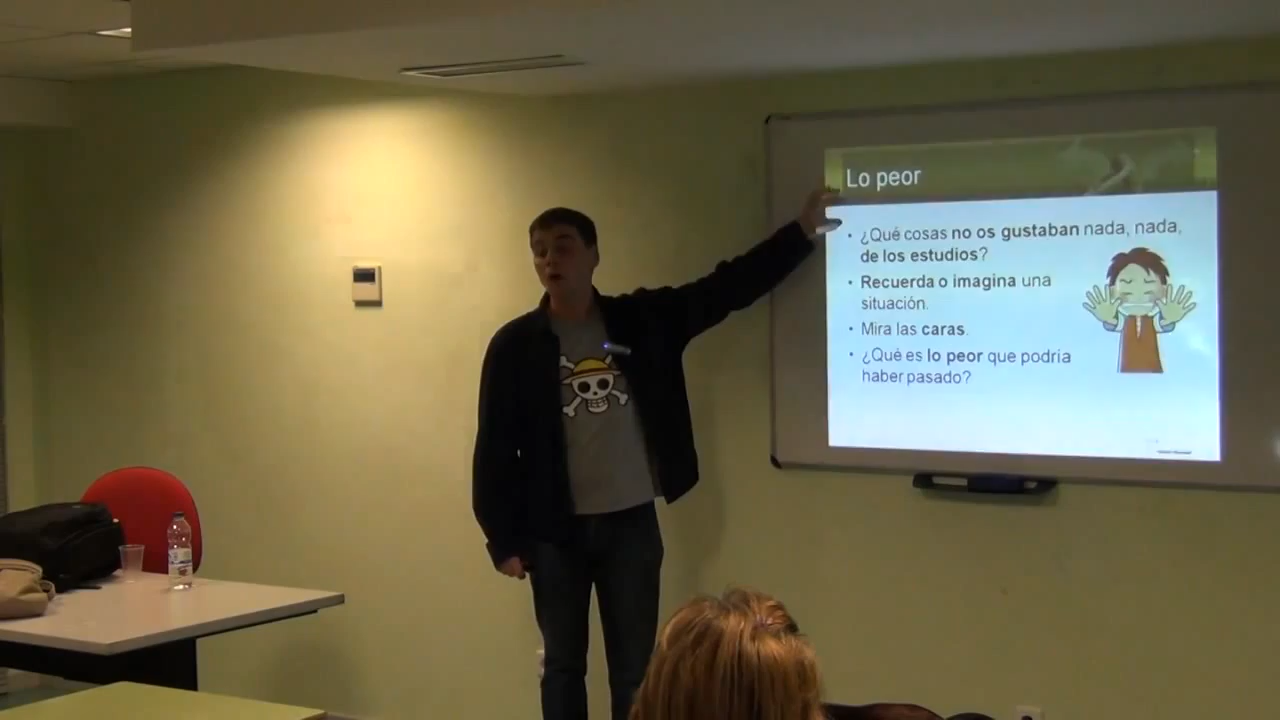 Lo peor
• ¿Qué cosas no os gustaban nada, nada,
de los estudios?
• Recuerda o imagina una
situación.
• Mira las caras.
• ¿Qué es lo peor que podría
haber pasado?